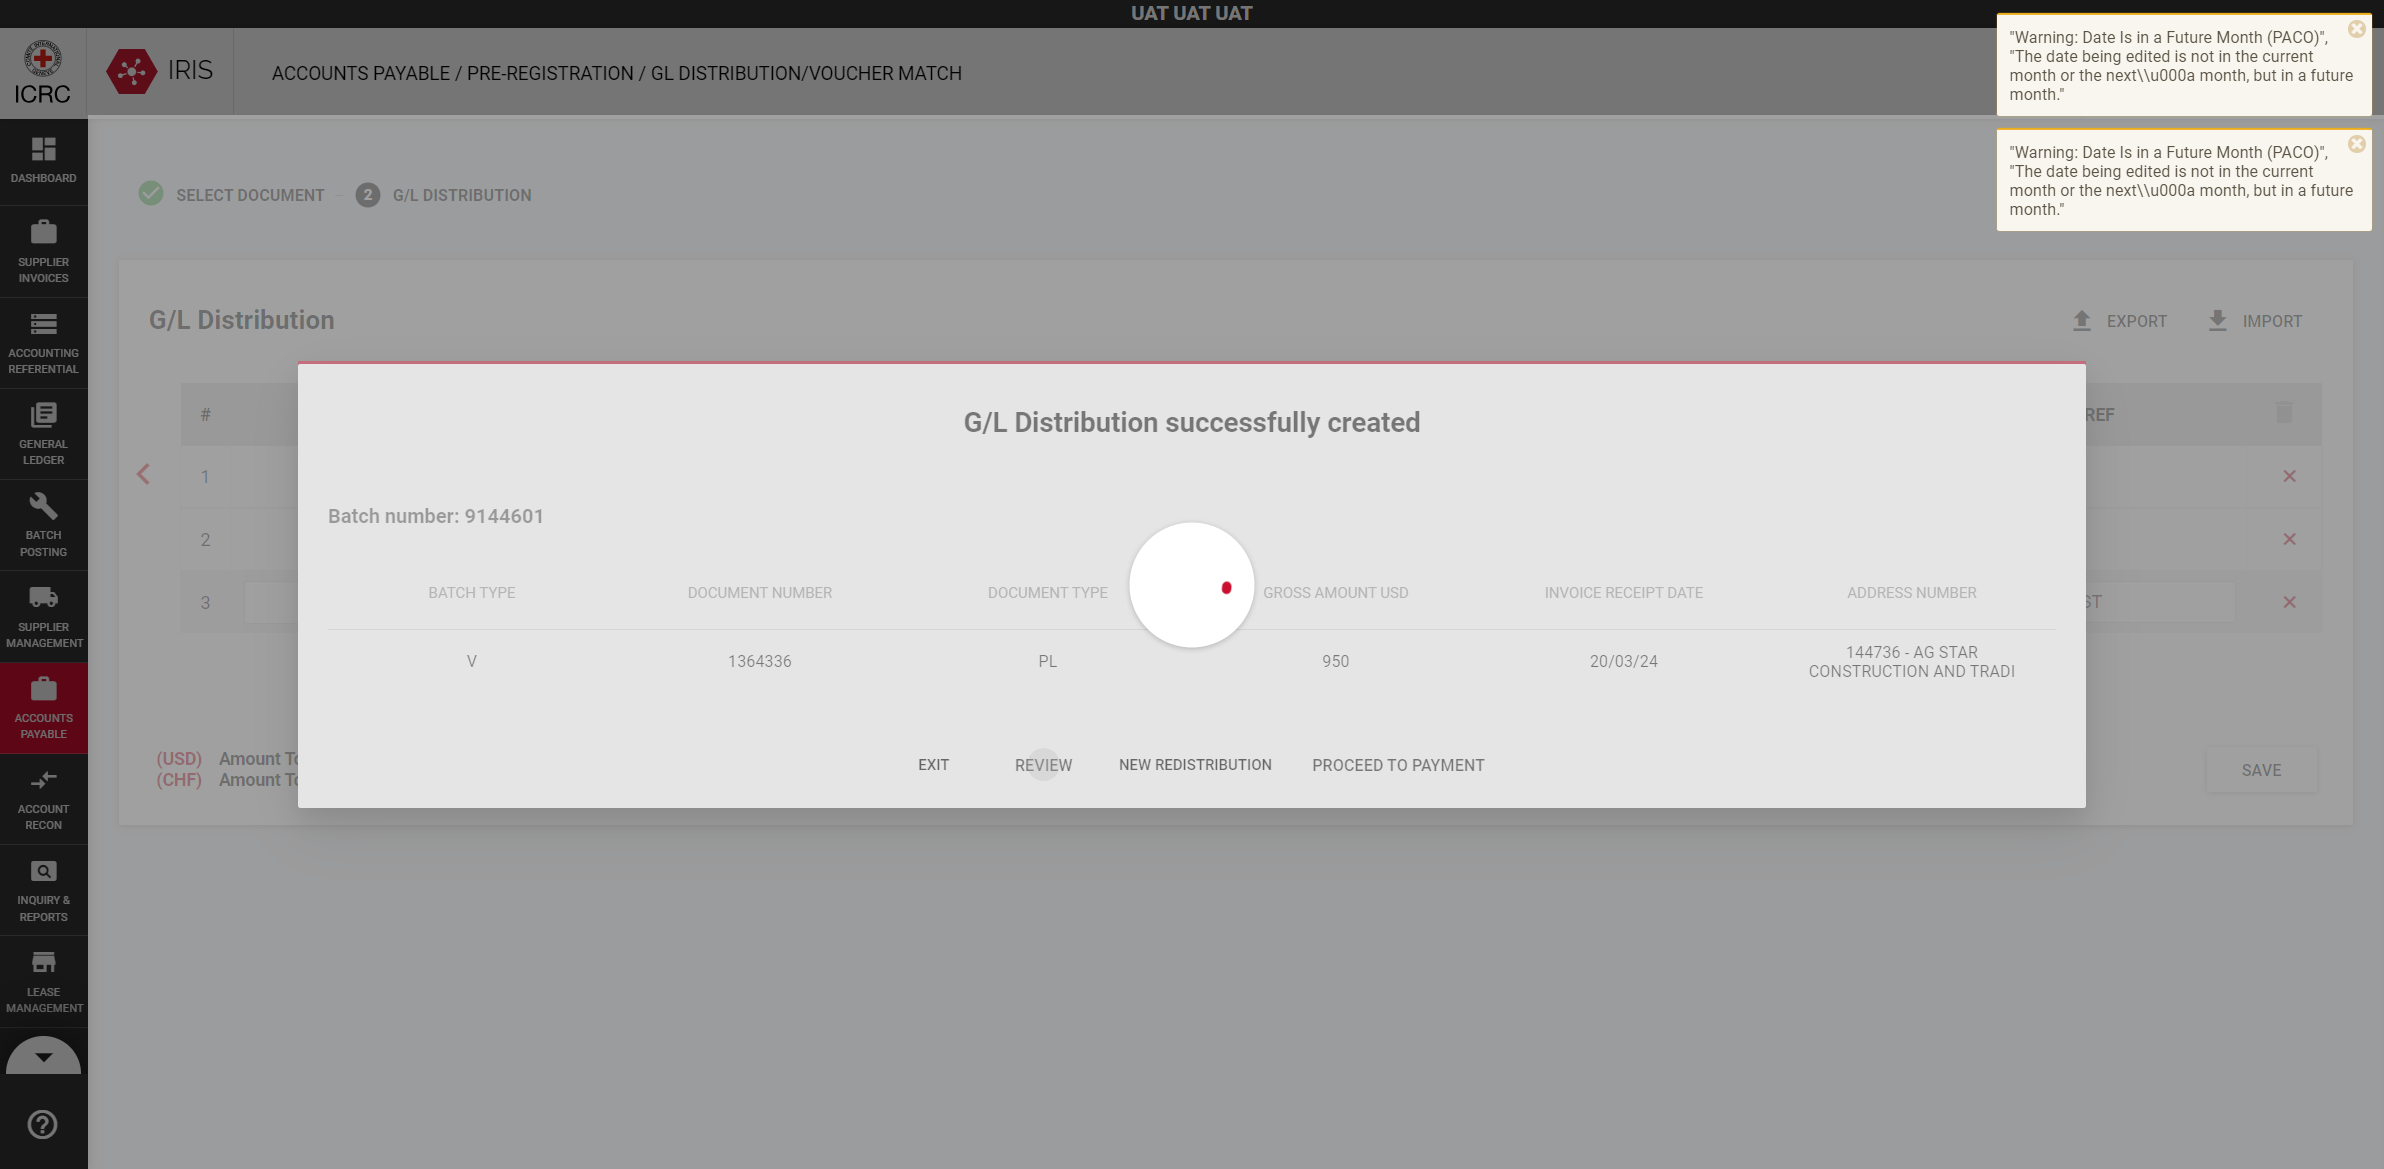 UAT UAT UAT
ICRC
IRIS
ACCOUNTS PAYABLE / PRE-REGISTRATION / GL DISTRIBUTION/VOUCHER MATCH
"Warning: Date Is in a Future Month (PACO)",
"The date being edited is not in the current
month or the next\\u000a month, but in a future
month."
"Warning: Date Is in a Future Month (PACO)",
"The date being edited is not in the current
month or the next\\u000a month, but in a future
month."
DASHBOARD
SUPPLIER
INVOICES
ACCOUNTING
REFERENTIAL
GENERAL
LEDGER
BATCH
POSTING
SUPPLIER
MANAGEMENT
ACCOUNTS
PAYABLE
ACCOUNT
RECON
INQUIRY &
REPORTS
LEASE
MANAGEMENT
SELECT DOCUMENT
2 G/L DISTRIBUTION
G/L Distribution
EXPORT
IMPORT
# REF
1
2
3 ST
G/L Distribution successfully created
Batch number: 9144601
BATCH TYPE DOCUMENT NUMBER DOCUMENT TYPE GROSS AMOUNT USD INVOICE RECEIPT DATE ADDRESS NUMBER
V 1364336 PL 950 20/03/24 144736 - AG STAR
CONSTRUCTION AND TRADI
EXIT REVIEW NEW REDISTRIBUTION PROCEED TO PAYMENT
(USD) Amount
(CHF) Amount
SAVE